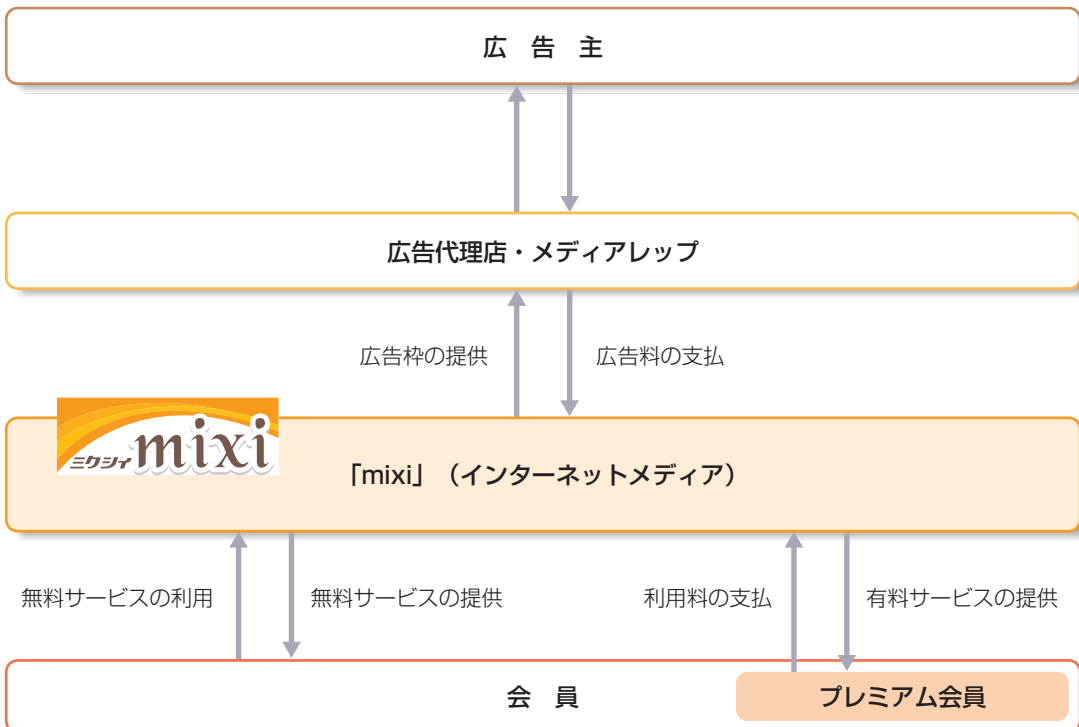 広　告　主
広告代理店・メディアレップ
広告枠の提供
広告料の支払
ミクシィ mixi
「mixi」（インターネットメディア）
無料サービスの利用
無料サービスの提供
利用料の支払
有料サービスの提供
会　員
プレミアム会員